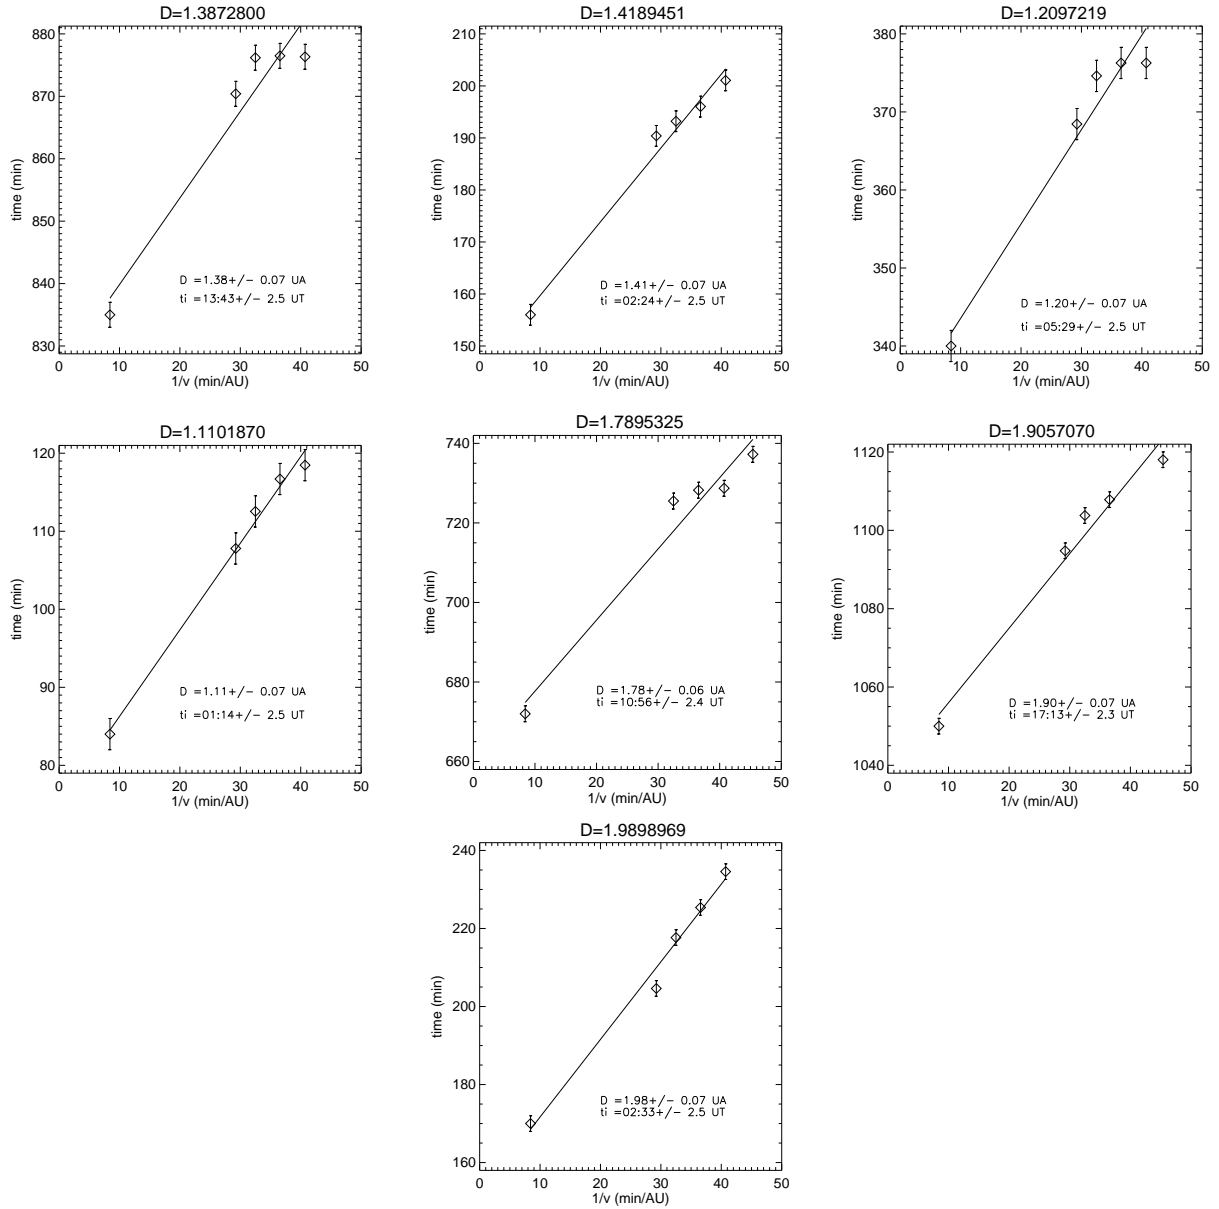 D=1.3872800
880
870
860
850
840
830
time (min)
D =1.38+/− 0.07 UA
ti =13:43+/− 2.5 UT
0 10 20 30 40 50
1/v (min/AU)
D=1.4189451
210
200
190
180
170
160
150
time (min)
D =1.41+/− 0.07 UA
ti =02:24+/− 2.5 UT
0 10 20 30 40 50
1/v (min/AU)
D=1.2097219
380
370
360
350
340
time (min)
D =1.20+/− 0.07 UA
ti =05:29+/− 2.5 UT
0 10 20 30 40 50
1/v (min/AU)
D=1.1101870
120
110
100
90
80
time (min)
D =1.11+/− 0.07 UA
ti =01:14+/− 2.5 UT
0 10 20 30 40 50
1/v (min/AU)
D=1.7895325
740
720
700
680
660
time (min)
D =1.78+/− 0.06 UA
ti =10:56+/− 2.4 UT
0 10 20 30 40 50
1/v (min/AU)
D=1.9057070
1120
1100
1080
1060
1040
time (min)
D =1.90+/− 0.07 UA
ti =17:13+/− 2.3 UT
0 10 20 30 40 50
1/v (min/AU)
D=1.9898969
240
220
200
180
160
time (min)
D =1.98+/− 0.07 UA
ti =02:33+/− 2.5 UT
0 10 20 30 40 50
1/v (min/AU)